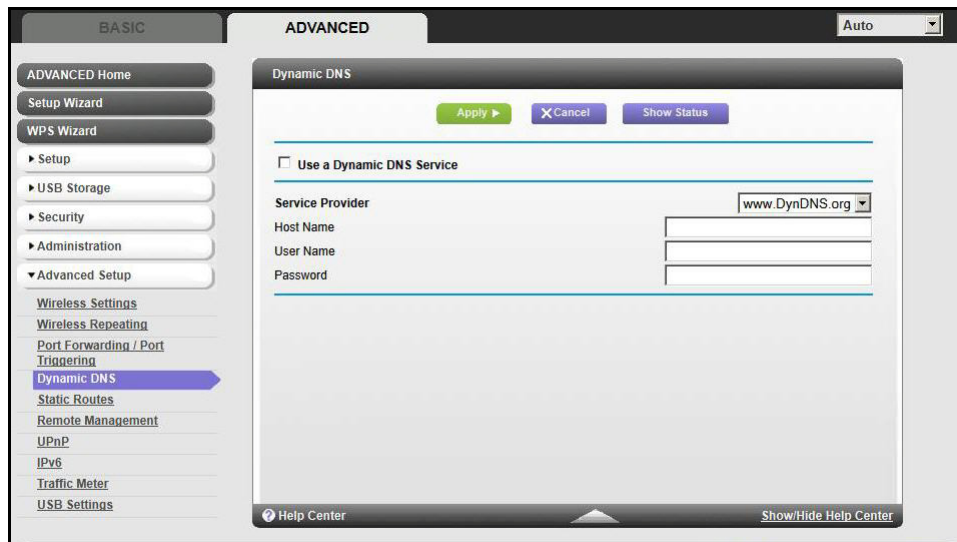 BASIC
ADVANCED
Auto
ADVANCED Home
Setup Wizard
WPS Wizard
Setup
USB Storage
Security
Administration
Advanced Setup
Wireless Settings
Wireless Repeating
Port Forwarding / Port
Triggering
Dynamic DNS
Static Routes
Remote Management
UPnP
IPv6
Traffic Meter
USB Settings
Dynamic DNS
Apply
Cancel
Show Status
Use a Dynamic DNS Service
Service Provider
www.DynDNS.org
Host Name
User Name
Password
Help Center
Show/Hide Help Center